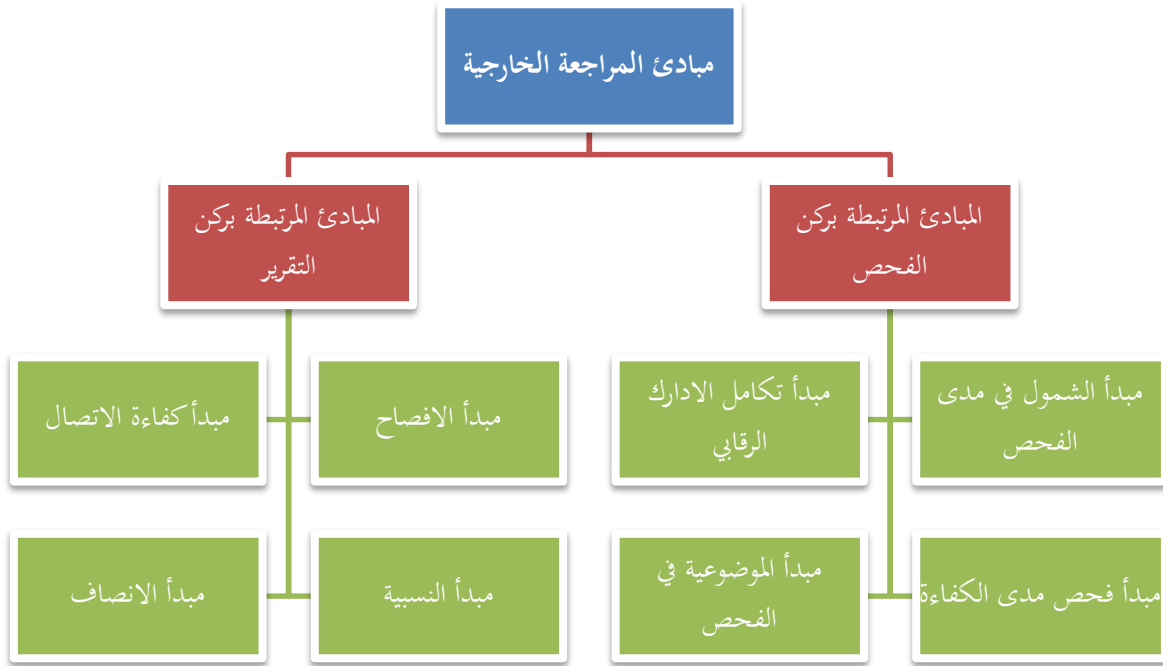 مبادئ المراجعة الخارجية
المبادئ المرتبطة بركن
الفحص
المبادئ المرتبطة بركن
التقرير
مبدأ الشمول في مدى
الفحص
مبدأ تكامل الادارك
الرقابي
مبدأ الافصاح
مبدأ كفاءة الاتصال
مبدأ فحص مدى الكفاءة
مبدأ الموضوعية في
الفحص
مبدأ النسبية
مبدأ الانصاف